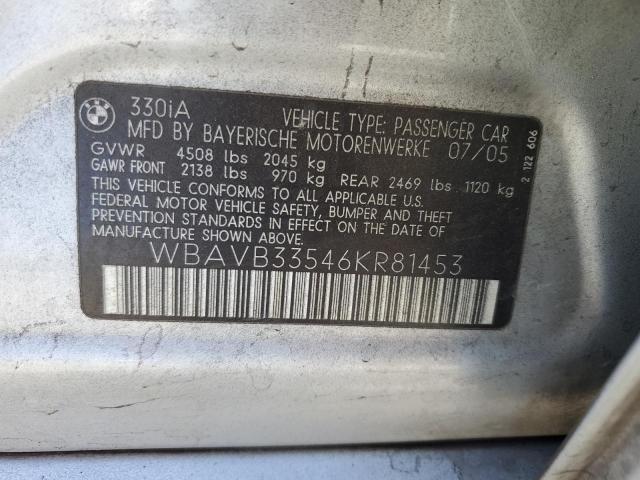 BMW
330iA
VEHICLE TYPE: PASSENGER CAR
MFD BY BAYERISCHE MOTORENWERKE 07/05
GVWR 4508 lbs 2045 kg
GAWR FRONT 2138 lbs 970 kg REAR 2469 lbs 1120 kg
THIS VEHICLE CONFORMS TO ALL APPLICABLE U.S.
FEDERAL MOTOR VEHICLE SAFETY, BUMPER AND THEFT
PREVENTION STANDARDS IN EFFECT ON THE DATE OF
MANUFACTURE SHOWN ABOVE.
WBAVB33546KR81453
2 122 606